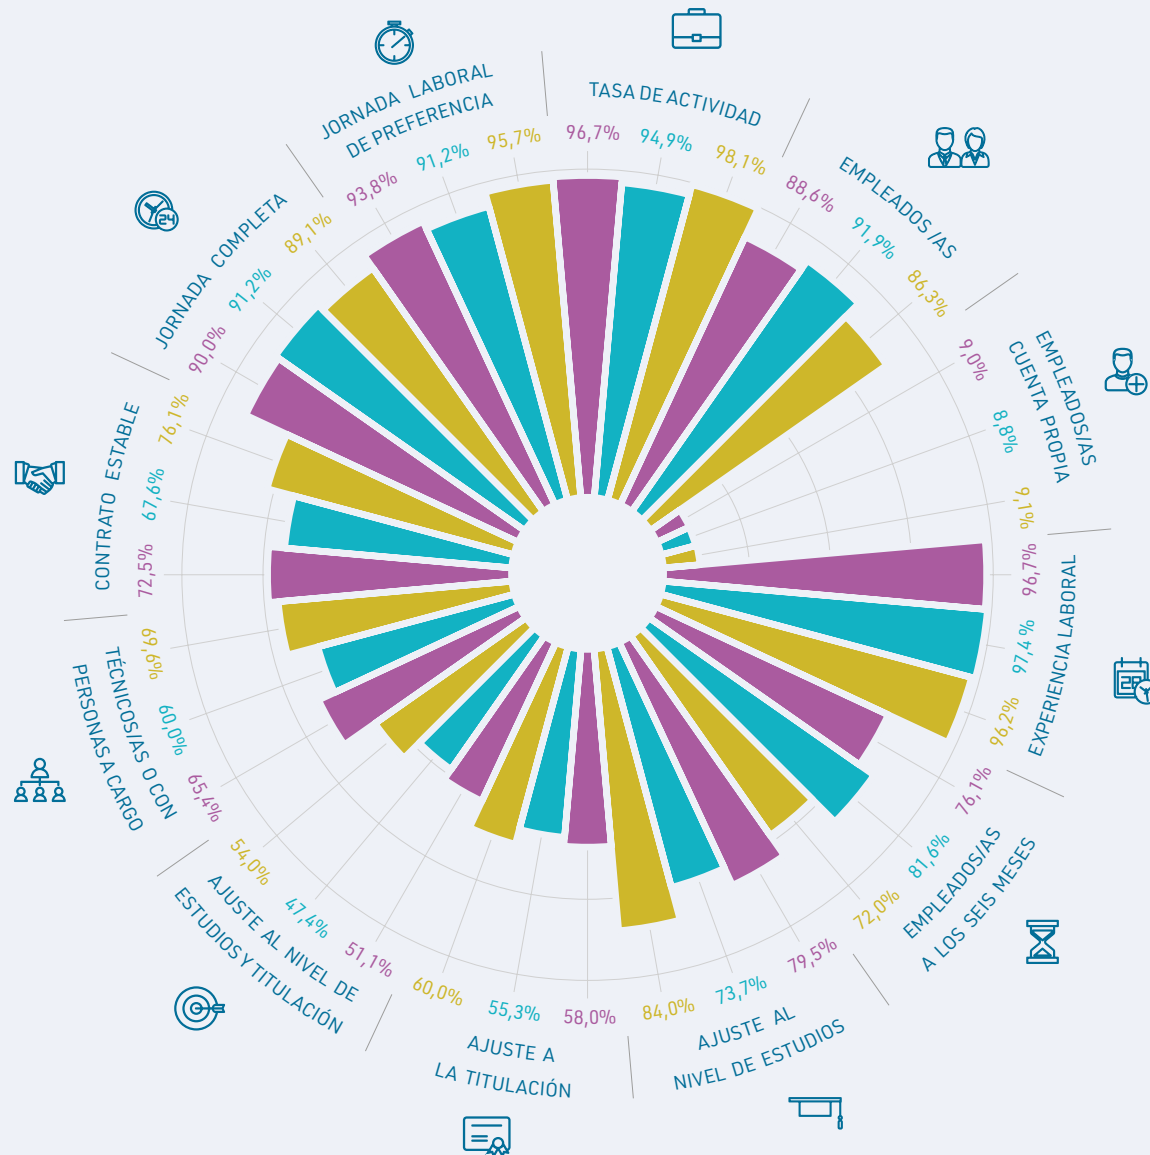 TASA DE ACTIVIDAD
96,7%
94,9%
98,1%
EMPLEADOS /AS
88,6%
91,9%
86,3%
EMPLEADOS/AS
CUENTA PROPIA
9,0%
8,8%
9,1%
EXPERIENCIA LABORAL
96,7%
97,4 %
96,2%
EMPLEADOS/AS
A LOS SEIS MESES
76,1%
81,6%
72,0%
AJUSTE AL
NIVEL DE ESTUDIOS
79,5%
73,7%
84,0%
AJUSTE A
LA TITULACIÓN
58,0%
55,3%
60,0%
AJUSTE AL NIVEL DE
ESTUDIOS Y TITULACIÓN
51,1%
47,4%
54,0%
TÉCNICOS/AS O CON
PERSONAS A CARGO
65,4%
60,0%
69,6%
CONTRATO ESTABLE
72,5%
67,6%
76,1%
JORNADA COMPLETA
90,0%
91,2%
89,1%
JORNADA LABORAL
DE PREFERENCIA
93,8%
91,2%
95,7%
24